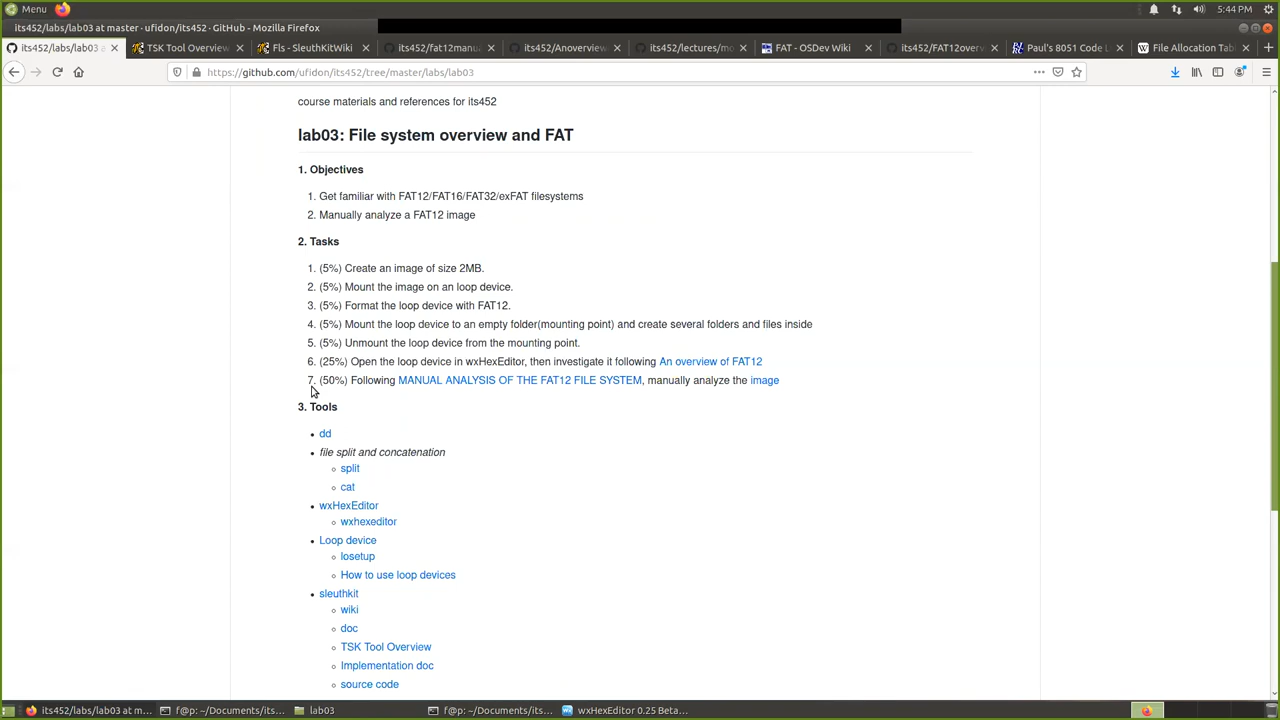 Menu
5:44 PM
its452/labs/lab03 at master · ufidon/its452 · GitHub - Mozilla Firefox
its452/labs/lab03 a
TSK Tool Overview
Fls - SleuthKitWiki
its452/fat12manu
its452/Anoverview
its452/lectures/mo
FAT - OSDev Wiki
its452/FAT12over
Paul's 8051 Code L
File Allocation Tabl
https://github.com/ufidon/its452/tree/master/labs/lab03
course materials and references for its452
lab03: File system overview and FAT
1. Objectives
1. Get familiar with FAT12/FAT16/FAT32/exFAT filesystems
2. Manually analyze a FAT12 image
2. Tasks
1. (5%) Create an image of size 2MB.
2. (5%) Mount the image on an loop device.
3. (5%) Format the loop device with FAT12.
4. (5%) Mount the loop device to an empty folder(mounting point) and create several folders and files inside
5. (5%) Unmount the loop device from the mounting point.
6. (25%) Open the loop device in wxHexEditor, then investigate it following An overview of FAT12
7. (50%) Following MANUAL ANALYSIS OF THE FAT12 FILE SYSTEM, manually analyze the image
3. Tools
• dd
• file split and concatenation
◦ split
◦ cat
• wxHexEditor
◦ wxhexeditor
• Loop device
◦ losetup
◦ How to use loop devices
• sleuthkit
◦ wiki
◦ doc
◦ TSK Tool Overview
◦ Implementation doc
◦ source code
its452/labs/lab03 at m...
f@p: ~/Documents/its...
lab03
f@p: ~/Documents/its...
wxHexEditor 0.25 Beta...